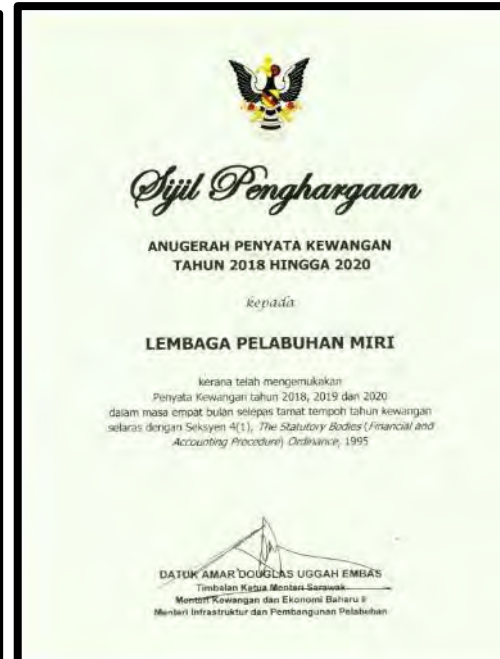 Sijil Penghargaan
ANUGERAH PENYATA KEWANGAN
TAHUN 2018 HINGGA 2020
kepada
LEMBAGA PELABUHAN MIRI
kerana telah mengemukakan
Penyata Kewangan tahun 2018, 2019 dan 2020
dalam masa empat bulan selepas tamat tempoh tahun kewangan
selaras dengan Seksyen 4(1), The Statutory Bodies (Financial and
Accounting Procedure) Ordinance, 1995
DATUK AMAR DOUGLAS UGGAH EMBAS
Timbalan Ketua Menteri Sarawak
Menteri Kewangan dan Ekonomi Baharu II
Menteri Infrastruktur dan Pembangunan Pelabuhan